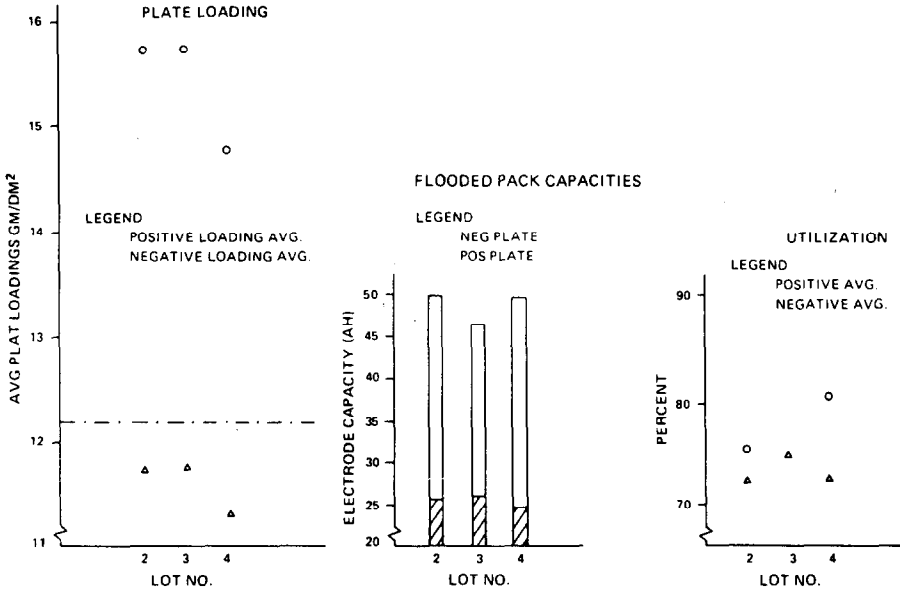 PLATE LOADING
AVG PLAT LOADINGS GM/DM²
16
15
14
13
12
11
LEGEND
POSITIVE LOADING AVG.
NEGATIVE LOADING AVG.
2 3 4
LOT NO.
FLOODED PACK CAPACITIES
LEGEND
NEG PLATE
POS PLATE
ELECTRODE CAPACITY (AH)
50
45
40
35
30
25
20
2 3 4
LOT NO.
UTILIZATION
LEGEND
POSITIVE AVG.
NEGATIVE AVG.
PERCENT
90
80
70
2 3 4
LOT NO.